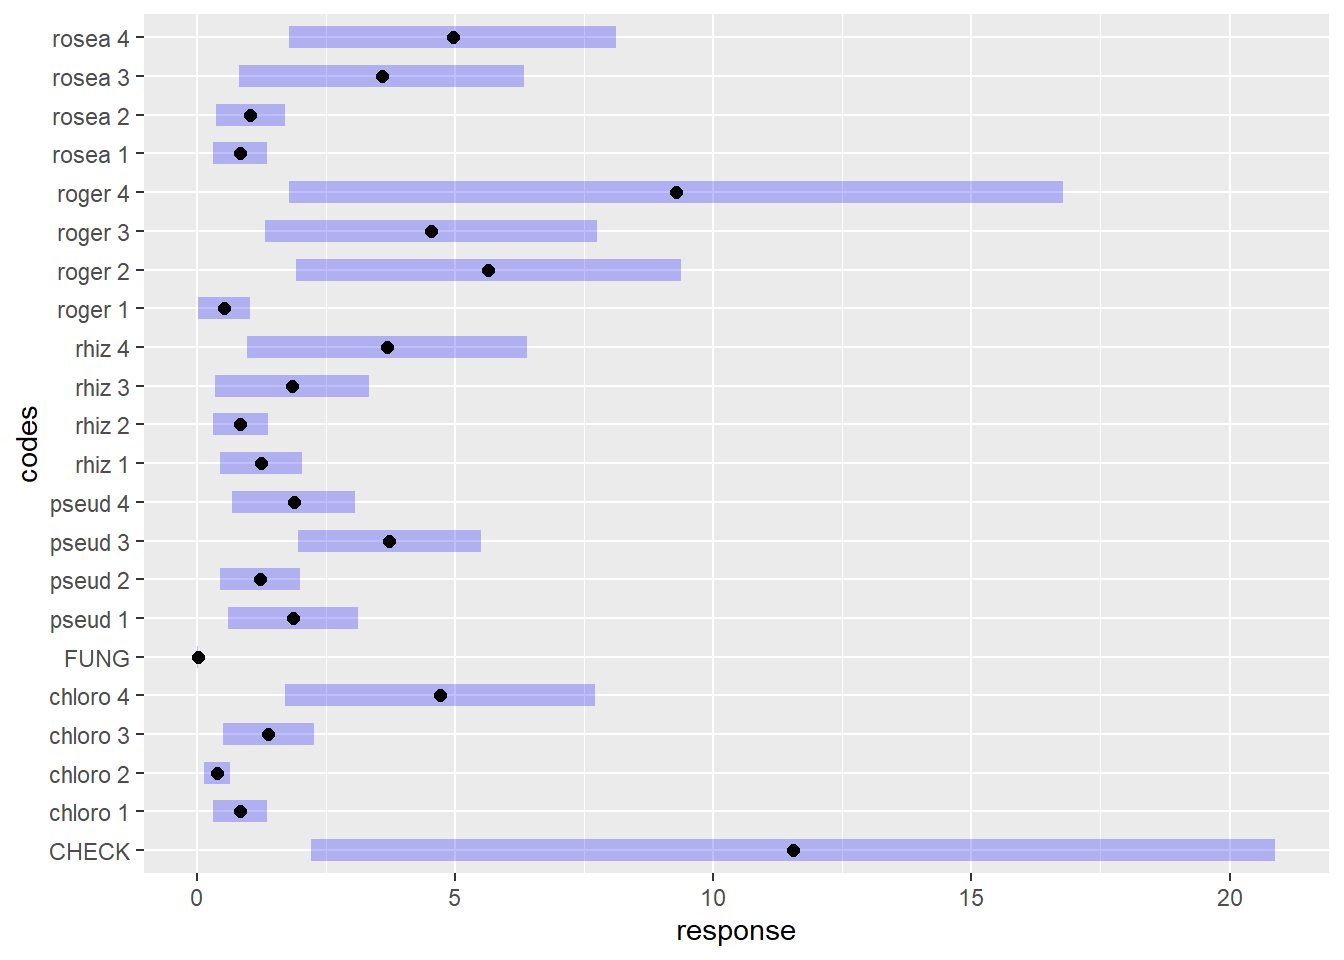 rosea 4
rosea 3
rosea 2
rosea 1
roger 4
roger 3
roger 2
roger 1
rhiz 4
rhiz 3
rhiz 2
rhiz 1
pseud 4
pseud 3
pseud 2
pseud 1
FUNG
chloro 4
chloro 3
chloro 2
chloro 1
CHECK
codes
0 5 10 15 20
response